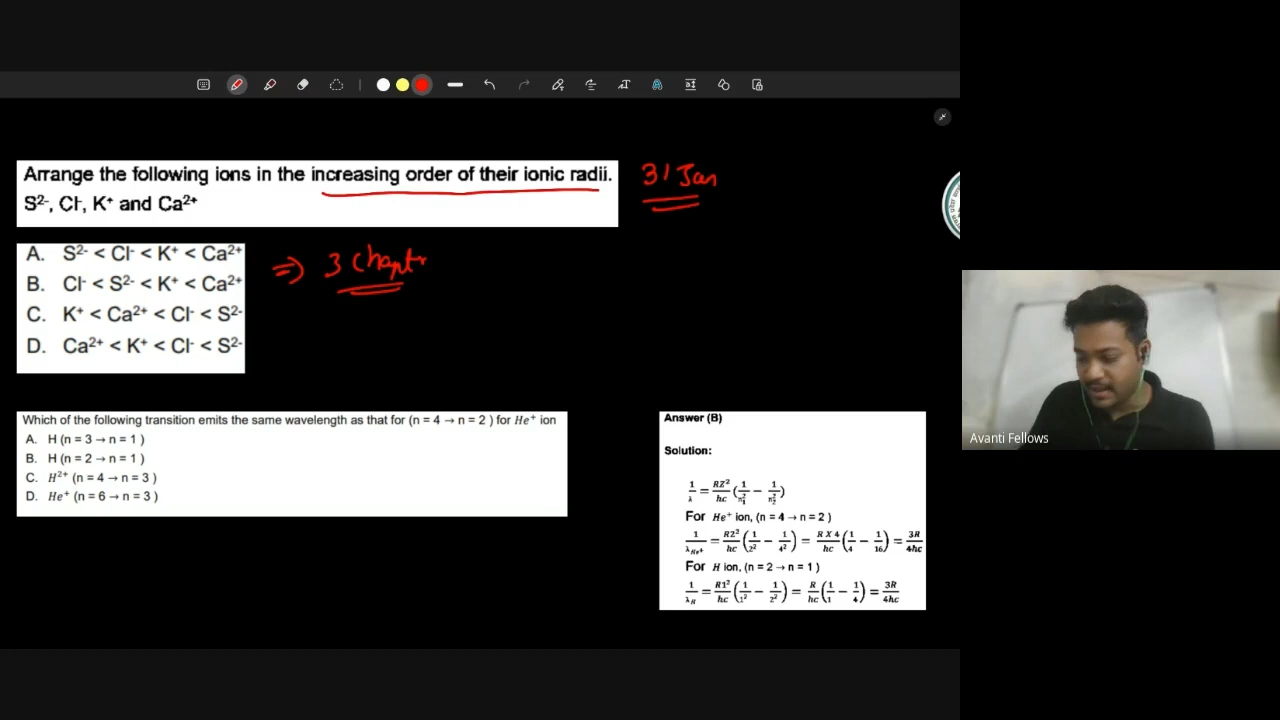 Arrange the following ions in the increasing order of their ionic radii. 31 Jan
S²⁻, Cl⁻, K⁺ and Ca²⁺
A. S²⁻ < Cl⁻ < K⁺ < Ca²⁺
B. Cl⁻ < S²⁻ < K⁺ < Ca²⁺
C. K⁺ < Ca²⁺ < Cl⁻ < S²⁻
D. Ca²⁺ < K⁺ < Cl⁻ < S²⁻
⇒ 3 Chaptr
Which of the following transition emits the same wavelength as that for (n = 4 → n = 2 ) for He⁺ ion
A. H (n = 3 → n = 1 )
B. H (n = 2 → n = 1 )
C. H²⁺ (n = 4 → n = 3 )
D. He⁺ (n = 6 → n = 3 )
Answer (B)
Solution:
1/λ = RZ²/hc (1/n₁² − 1/n₂²)
For He⁺ ion, (n = 4 → n = 2 )
1/λ_He⁺ = R2²/hc (1/2² − 1/4²) = R X 4/hc (1/4 − 1/16) = 3R/4hc
For H ion, (n = 2 → n = 1 )
1/λ_H = R1²/hc (1/1² − 1/2²) = R/hc (1/1 − 1/4) = 3R/4hc
Avanti Fellows